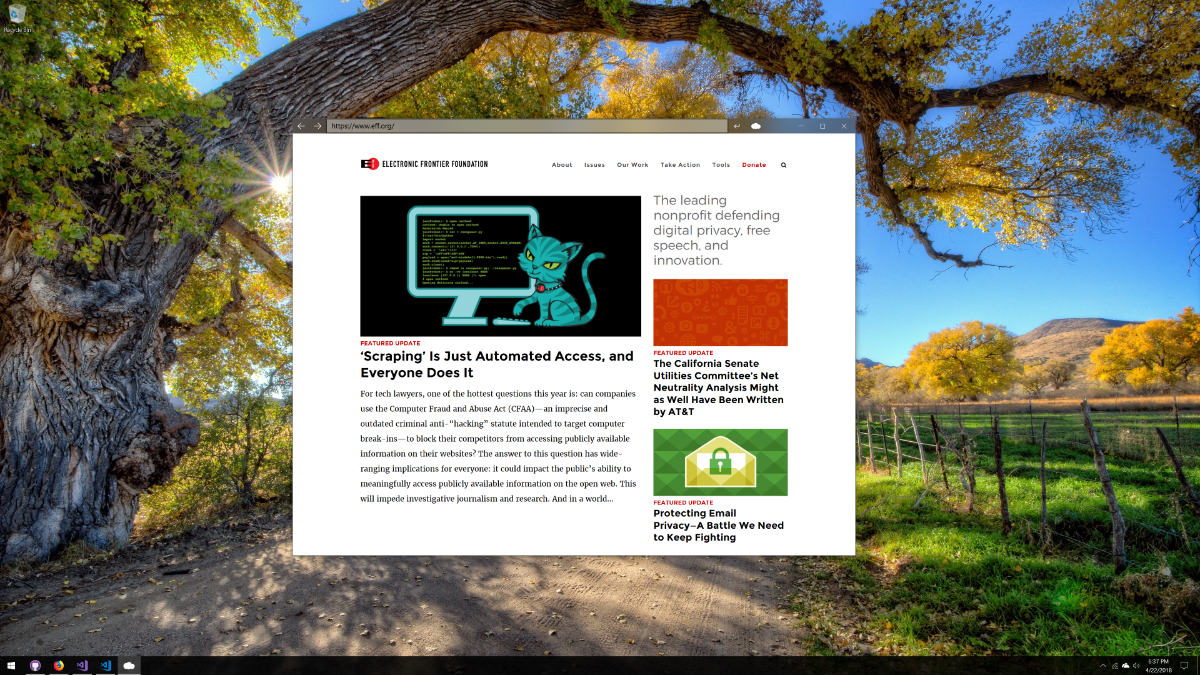 Recycle Bin
https://www.eff.org/
ELECTRONIC FRONTIER FOUNDATION
About Issues Our Work Take Action Tools Donate
The leading
nonprofit defending
digital privacy, free
speech, and
innovation.
FEATURED UPDATE
‘Scraping’ Is Just Automated Access, and
Everyone Does It
For tech lawyers, one of the hottest questions this year is: can companies
use the Computer Fraud and Abuse Act (CFAA)—an imprecise and
outdated criminal anti-“hacking” statute intended to target computer
break-ins—to block their competitors from accessing publicly available
information on their websites? The answer to this question has wide-
ranging implications for everyone: it could impact the public’s ability to
meaningfully access publicly available information on the open web. This
will impede investigative journalism and research. And in a world...
FEATURED UPDATE
The California Senate
Utilities Committee’s Net
Neutrality Analysis Might
as Well Have Been Written
by AT&T
FEATURED UPDATE
Protecting Email
Privacy—A Battle We Need
to Keep Fighting
5:37 PM
4/22/2018